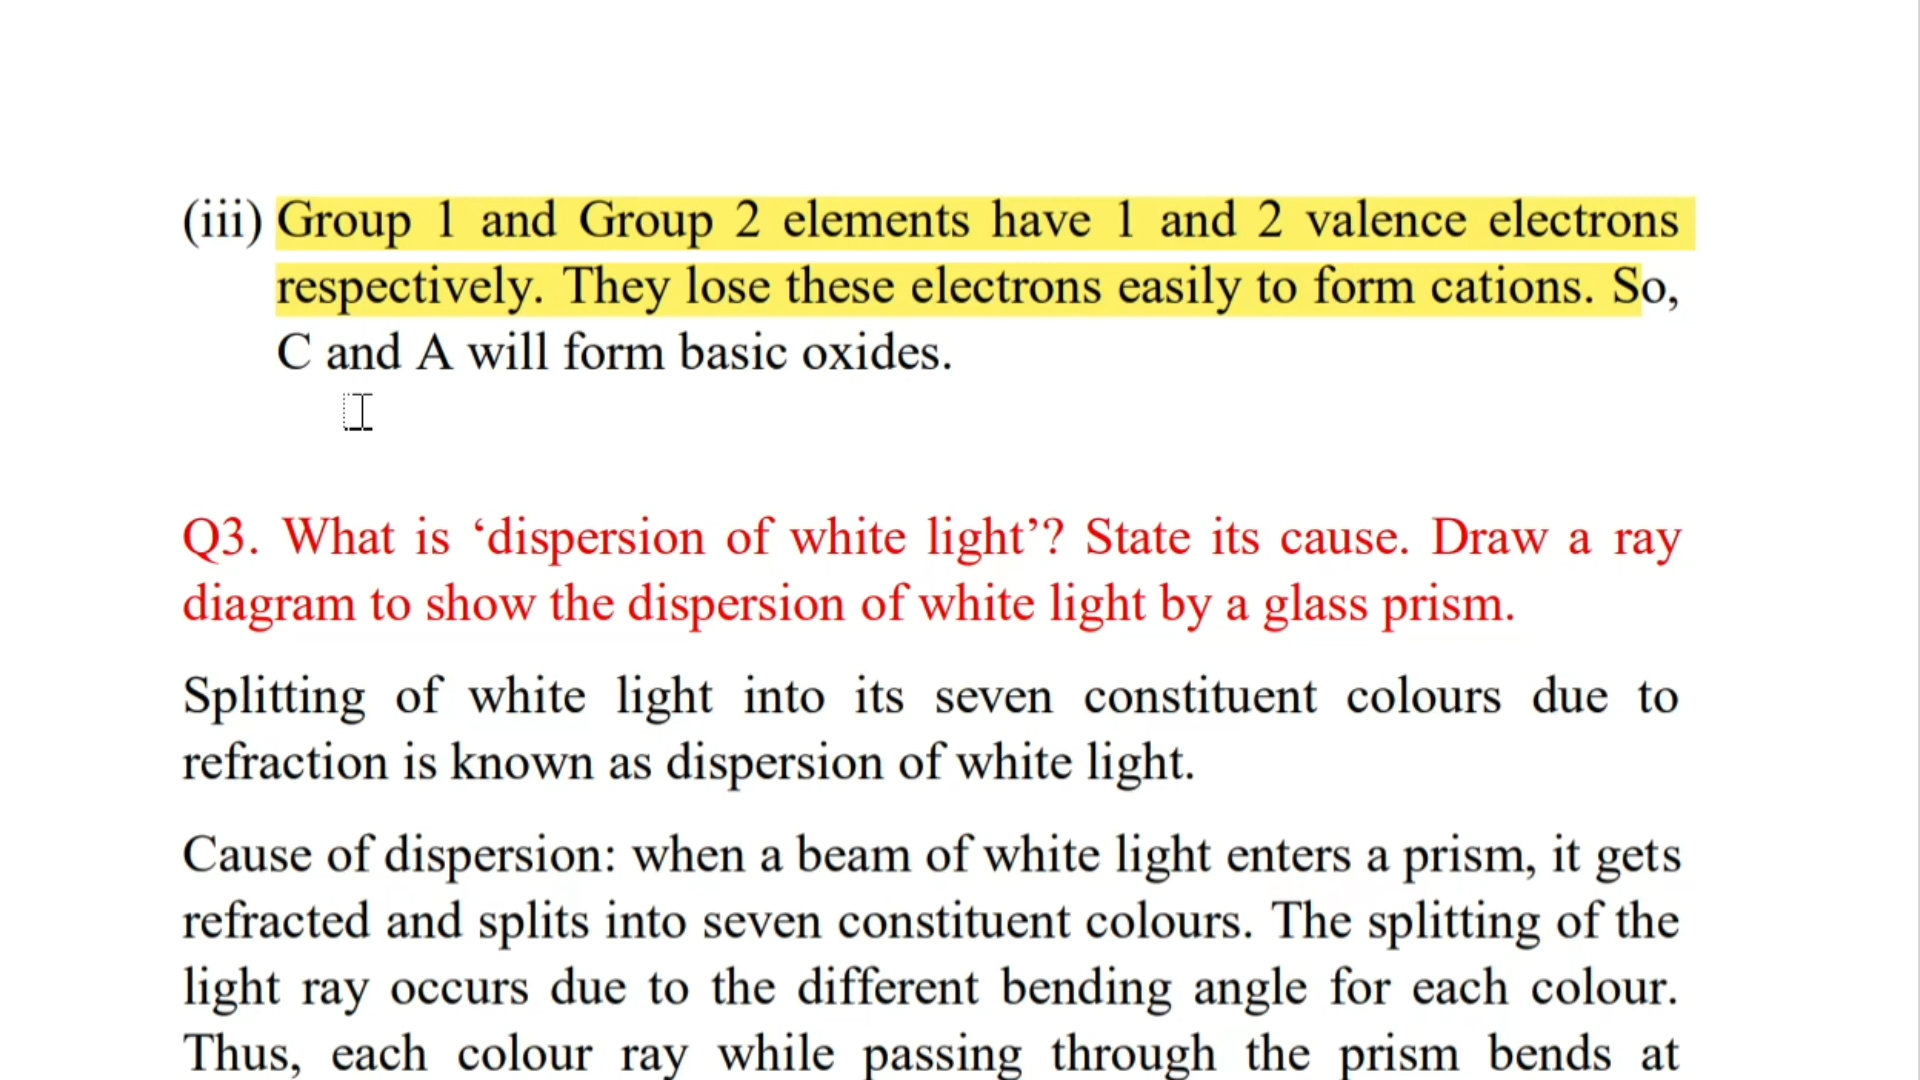 (iii) Group 1 and Group 2 elements have 1 and 2 valence electrons
respectively. They lose these electrons easily to form cations. So,
C and A will form basic oxides.
Q3. What is ‘dispersion of white light’? State its cause. Draw a ray
diagram to show the dispersion of white light by a glass prism.
Splitting of white light into its seven constituent colours due to
refraction is known as dispersion of white light.
Cause of dispersion: when a beam of white light enters a prism, it gets
refracted and splits into seven constituent colours. The splitting of the
light ray occurs due to the different bending angle for each colour.
Thus, each colour ray while passing through the prism bends at